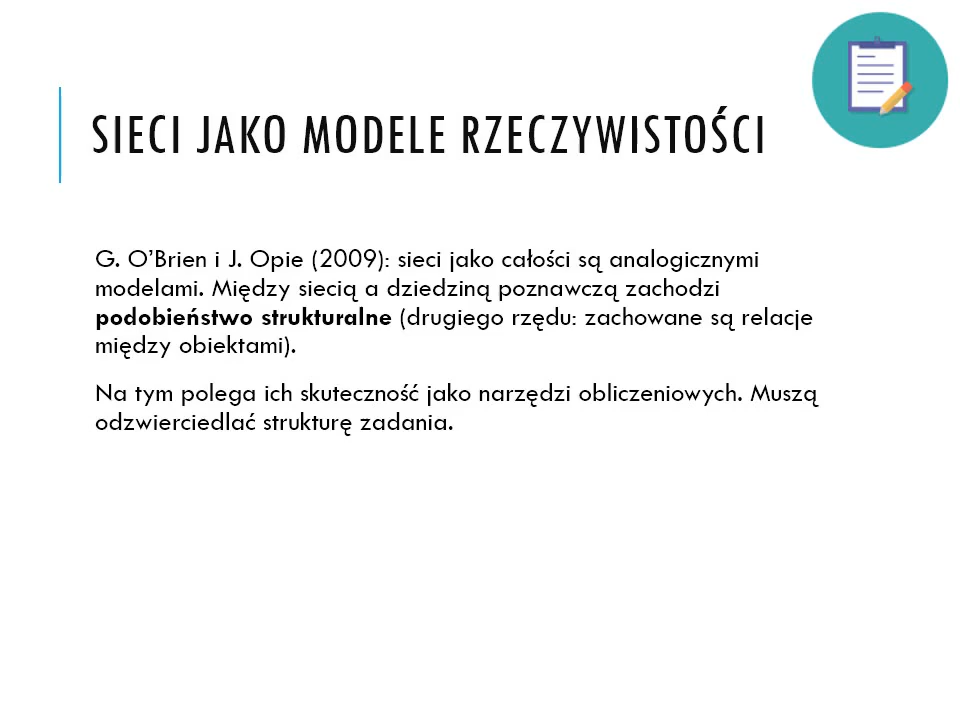 SIECI JAKO MODELE RZECZYWISTOŚCI
G. O’Brien i J. Opie (2009): sieci jako całości są analogicznymi
modelami. Między siecią a dziedziną poznawczą zachodzi
podobieństwo strukturalne (drugiego rzędu: zachowane są relacje
między obiektami).
Na tym polega ich skuteczność jako narzędzi obliczeniowych. Muszą
odzwierciedlać strukturę zadania.